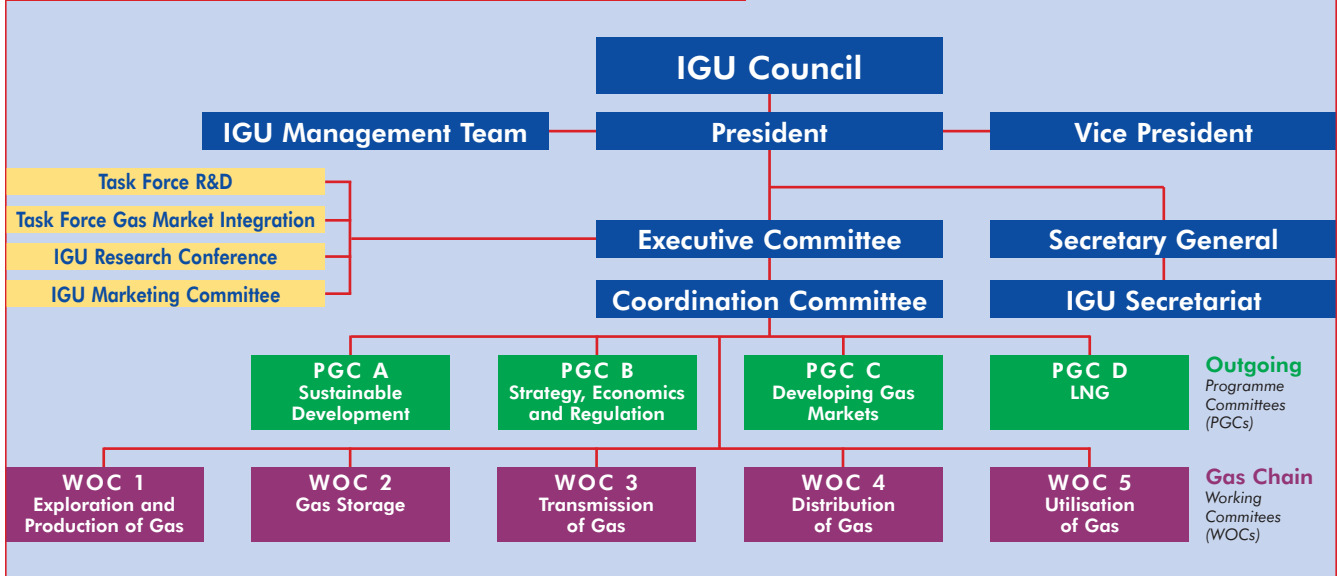 IGU Council
IGU Management Team
President
Vice President
Task Force R&D
Task Force Gas Market Integration
IGU Research Conference
IGU Marketing Committee
Executive Committee
Secretary General
Coordination Committee
IGU Secretariat
PGC A
Sustainable
Development
PGC B
Strategy, Economics
and Regulation
PGC C
Developing Gas
Markets
PGC D
LNG
Outgoing
Programme
Committees
(PGCs)
WOC 1
Exploration and
Production of Gas
WOC 2
Gas Storage
WOC 3
Transmission
of Gas
WOC 4
Distribution
of Gas
WOC 5
Utilisation
of Gas
Gas Chain
Working
Commitees
(WOCs)